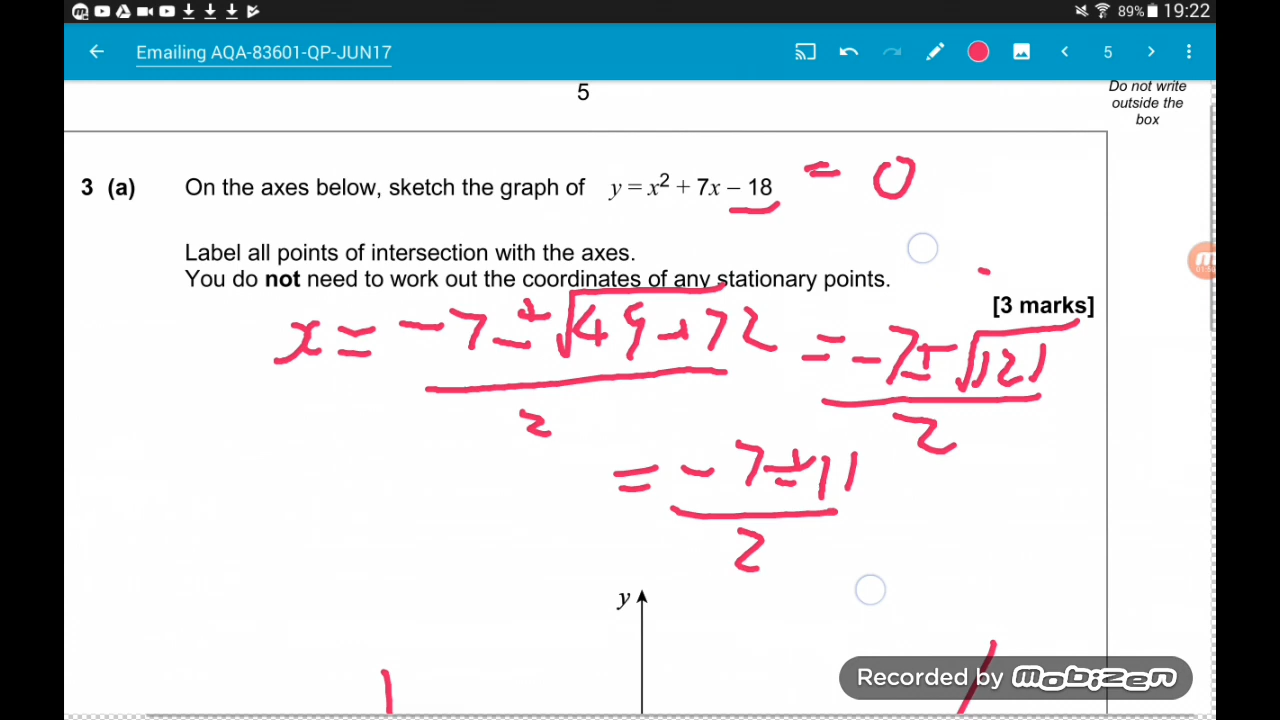 89% 19:22
Emailing AQA-83601-QP-JUN17
5
5
Do not write
outside the
box
3 (a) On the axes below, sketch the graph of y = x² + 7x – 18 = 0
Label all points of intersection with the axes.
You do not need to work out the coordinates of any stationary points.
[3 marks]
x = -7 ± √49+72 / 2 = -7 ± √121 / 2
= -7 ± 11 / 2
y
Recorded by mobizen